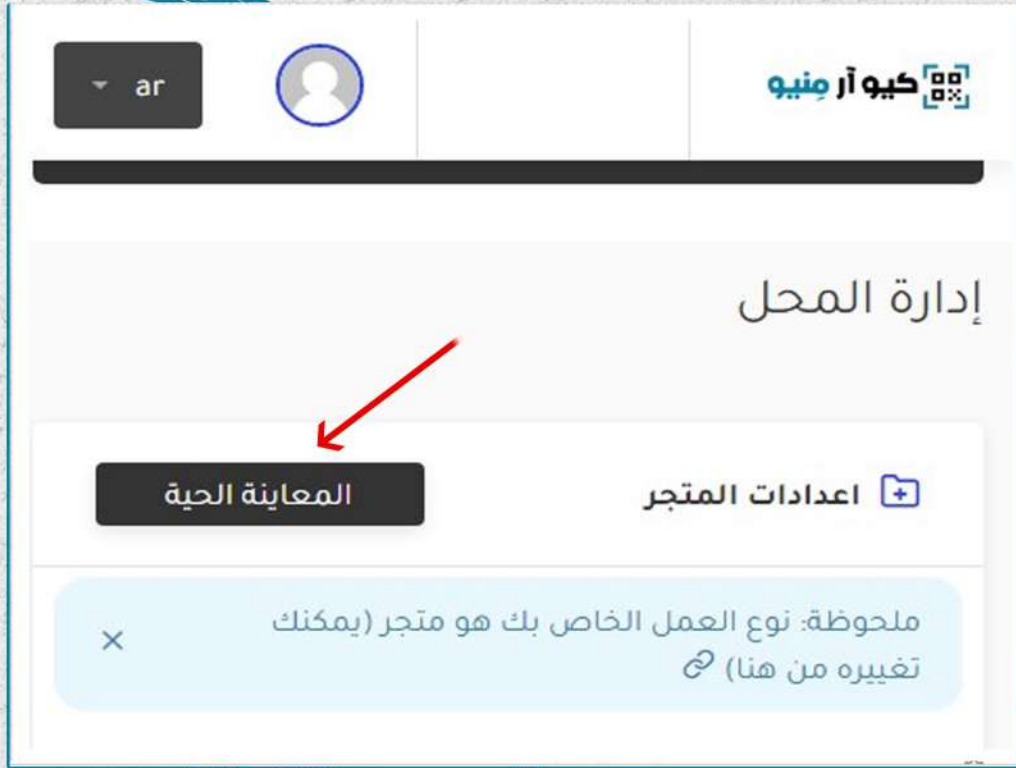 كيو آر مِنيو
ar
إدارة المحل
اعدادات المتجر
المعاينة الحية
ملحوظة: نوع العمل الخاص بك هو متجر (يمكنك
تغييره من هنا)